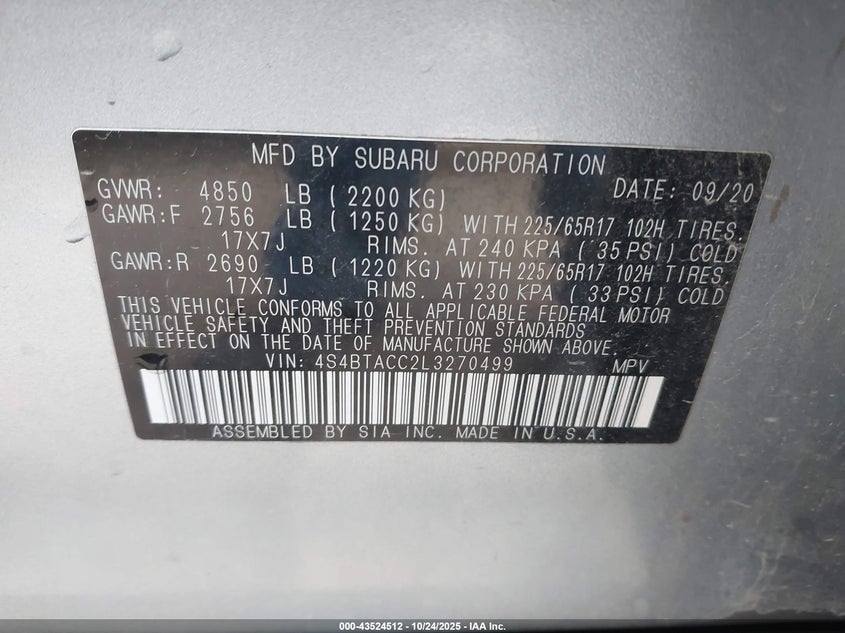 MFD BY SUBARU CORPORATION
GVWR: 4850 LB ( 2200 KG) DATE: 09/20
GAWR:F 2756 LB ( 1250 KG) WITH 225/65R17 102H TIRES.
17X7J RIMS. AT 240 KPA ( 35 PSI) COLD
GAWR:R 2690 LB ( 1220 KG) WITH 225/65R17 102H TIRES.
17X7J RIMS. AT 230 KPA ( 33 PSI) COLD
THIS VEHICLE CONFORMS TO ALL APPLICABLE FEDERAL MOTOR
VEHICLE SAFETY AND THEFT PREVENTION STANDARDS
IN EFFECT ON THE DATE OF MANUFACTURE SHOWN ABOVE.
VIN: 4S4BTACC2L3270499 MPV
ASSEMBLED BY SIA INC. MADE IN U.S.A.
000-43524512 - 10/24/2025 - IAA Inc.